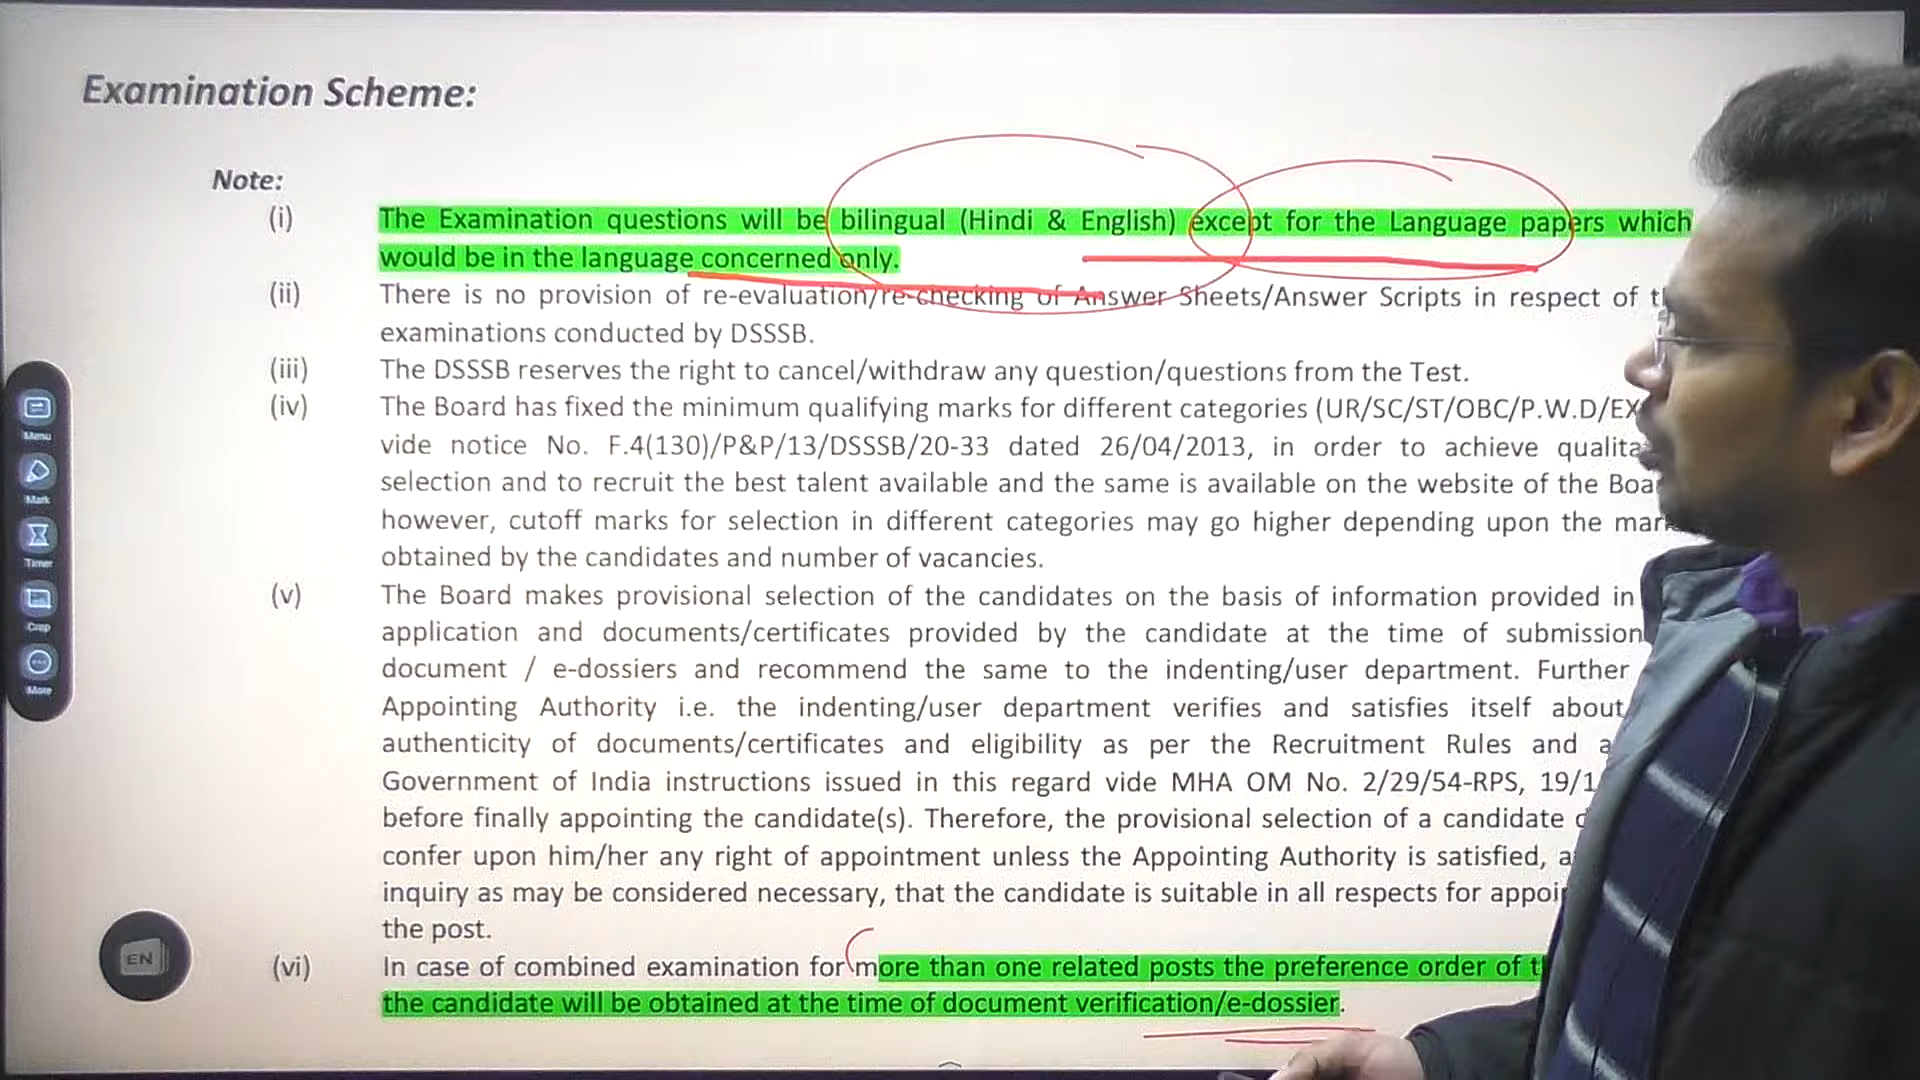 Examination Scheme:
Note:
(i) The Examination questions will be bilingual (Hindi & English) except for the Language papers which
would be in the language concerned only.
(ii) There is no provision of re-evaluation/re-checking of Answer Sheets/Answer Scripts in respect of
examinations conducted by DSSSB.
(iii) The DSSSB reserves the right to cancel/withdraw any question/questions from the Test.
(iv) The Board has fixed the minimum qualifying marks for different categories (UR/SC/ST/OBC/P.W.D/EX
vide notice No. F.4(130)/P&P/13/DSSSB/20-33 dated 26/04/2013, in order to achieve
selection and to recruit the best talent available and the same is available on the website of the
however, cutoff marks for selection in different categories may go higher depending upon the
obtained by the candidates and number of vacancies.
(v) The Board makes provisional selection of the candidates on the basis of information provided in
application and documents/certificates provided by the candidate at the time of submission
document / e-dossiers and recommend the same to the indenting/user department. Further
Appointing Authority i.e. the indenting/user department verifies and satisfies itself about
authenticity of documents/certificates and eligibility as per the Recruitment Rules and
Government of India instructions issued in this regard vide MHA OM No. 2/29/54-RPS, 19/1
before finally appointing the candidate(s). Therefore, the provisional selection of a candidate
confer upon him/her any right of appointment unless the Appointing Authority is satisfied,
inquiry as may be considered necessary, that the candidate is suitable in all respects for
the post.
(vi) In case of combined examination for more than one related posts the preference order of
the candidate will be obtained at the time of document verification/e-dossier.
Menu
Mark
Timer
Crop
More
EN